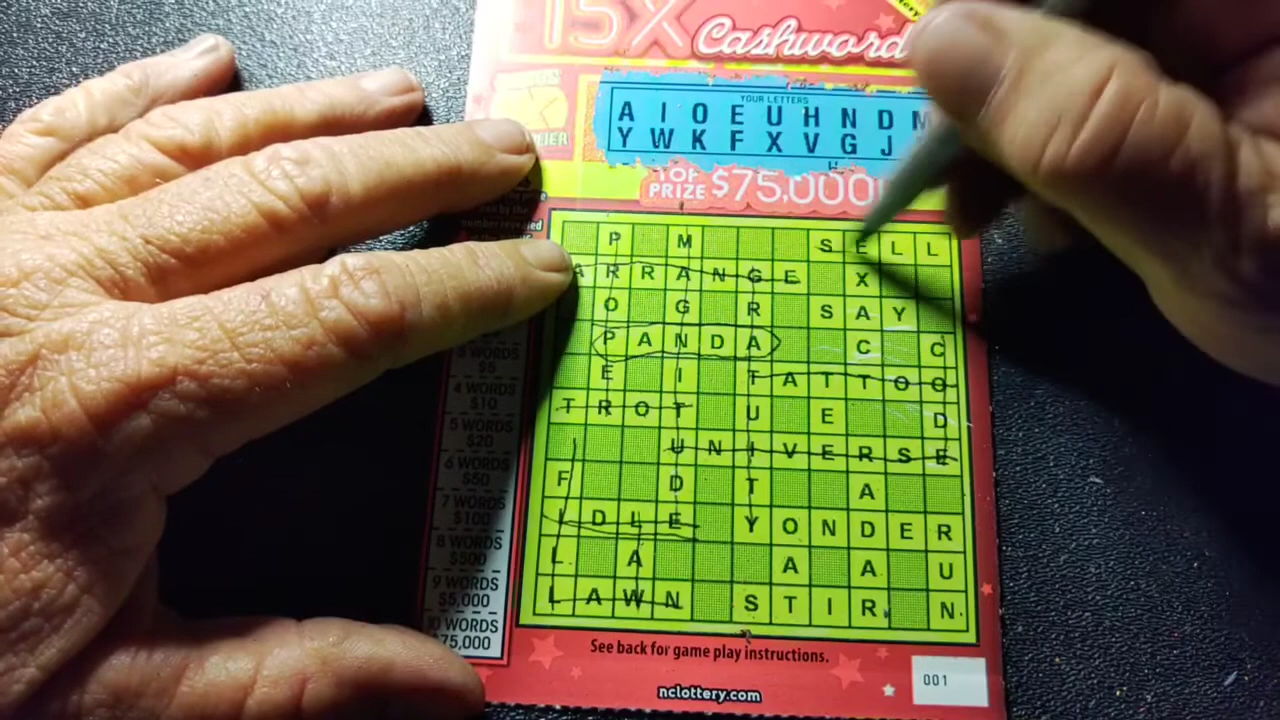 15X Cashword
YOUR LETTERS
A I O E U H N D M
Y W K F X V G J
TOP PRIZE $75,000
P M S E L L
A R R A N G E X
O G R S A Y
P A N D A C C
E I T A T T O O
T R O T U E D
U N I V E R S E
F D T A
I D L E Y O N D E R
L A A A U
L A W N S T I R N
3 WORDS
$5
4 WORDS
$10
5 WORDS
$20
6 WORDS
$50
7 WORDS
$100
8 WORDS
$500
9 WORDS
$5,000
10 WORDS
$75,000
See back for game play instructions.
nclottery.com
001